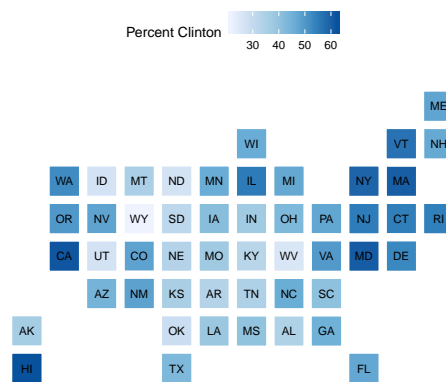 Percent Clinton
30 40 50 60
ME
WI VT NH
WA ID MT ND MN IL MI NY MA
OR NV WY SD IA IN OH PA NJ CT RI
CA UT CO NE MO KY WV VA MD DE
AZ NM KS AR TN NC SC
AK OK LA MS AL GA
HI TX FL